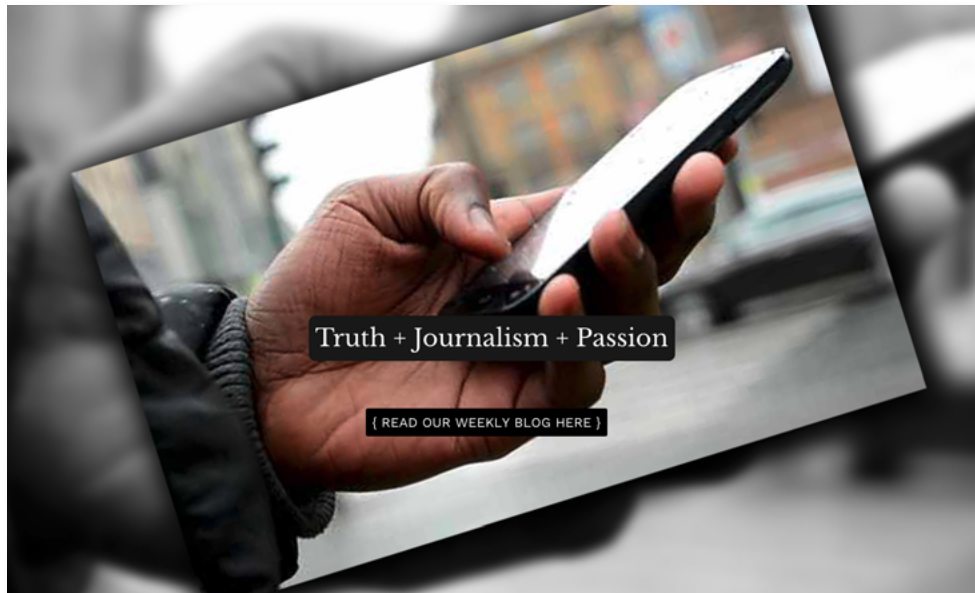 Truth + Journalism + Passion
{ READ OUR WEEKLY BLOG HERE }